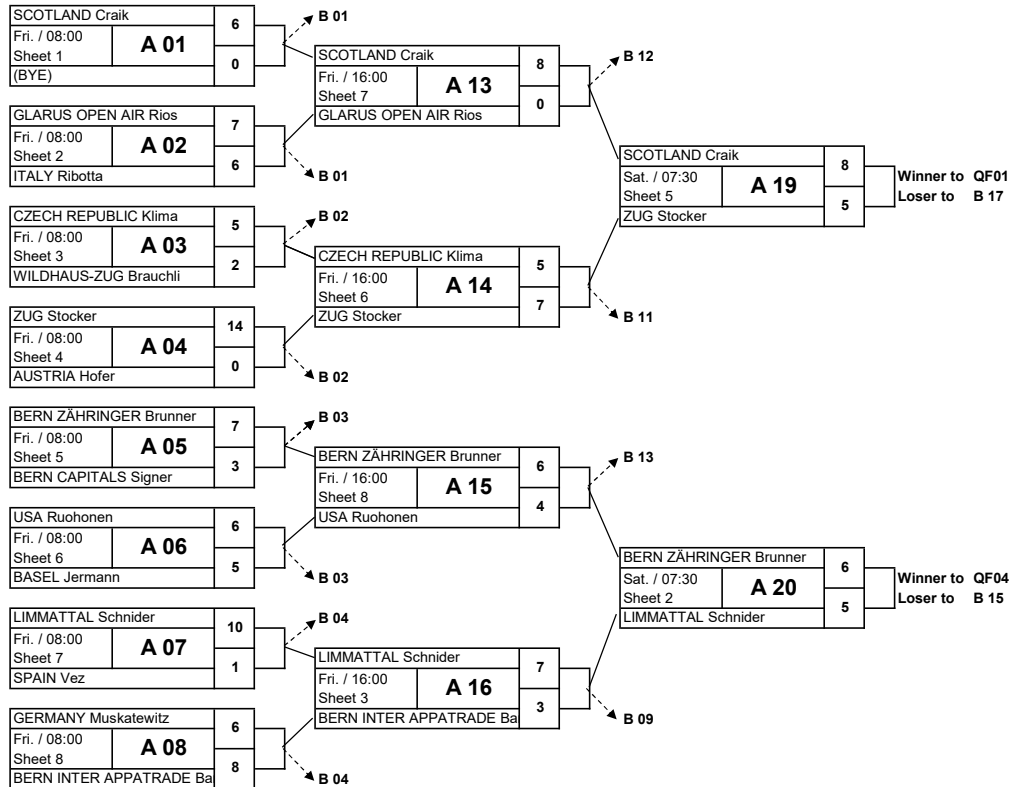 SCOTLAND Craik
6
Fri. / 08:00
Sheet 1
A 01
0
(BYE)
B 01
GLARUS OPEN AIR Rios
7
Fri. / 08:00
Sheet 2
A 02
6
ITALY Ribotta
B 01
SCOTLAND Craik
8
Fri. / 16:00
Sheet 7
A 13
0
GLARUS OPEN AIR Rios
B 12
CZECH REPUBLIC Klima
5
Fri. / 08:00
Sheet 3
A 03
2
WILDHAUS-ZUG Brauchli
B 02
ZUG Stocker
14
Fri. / 08:00
Sheet 4
A 04
0
AUSTRIA Hofer
B 02
CZECH REPUBLIC Klima
5
Fri. / 16:00
Sheet 6
A 14
7
ZUG Stocker
B 11
SCOTLAND Craik
8
Sat. / 07:30
Sheet 5
A 19
5
ZUG Stocker
Winner to QF01
Loser to B 17
BERN ZÄHRINGER Brunner
7
Fri. / 08:00
Sheet 5
A 05
3
BERN CAPITALS Signer
B 03
USA Ruohonen
6
Fri. / 08:00
Sheet 6
A 06
5
BASEL Jermann
B 03
BERN ZÄHRINGER Brunner
6
Fri. / 16:00
Sheet 8
A 15
4
USA Ruohonen
B 13
LIMMATTAL Schnider
10
Fri. / 08:00
Sheet 7
A 07
1
SPAIN Vez
B 04
GERMANY Muskatewitz
6
Fri. / 08:00
Sheet 8
A 08
8
BERN INTER APPATRADE Ba
B 04
LIMMATTAL Schnider
7
Fri. / 16:00
Sheet 3
A 16
3
BERN INTER APPATRADE Ba
B 09
BERN ZÄHRINGER Brunner
6
Sat. / 07:30
Sheet 2
A 20
5
LIMMATTAL Schnider
Winner to QF04
Loser to B 15